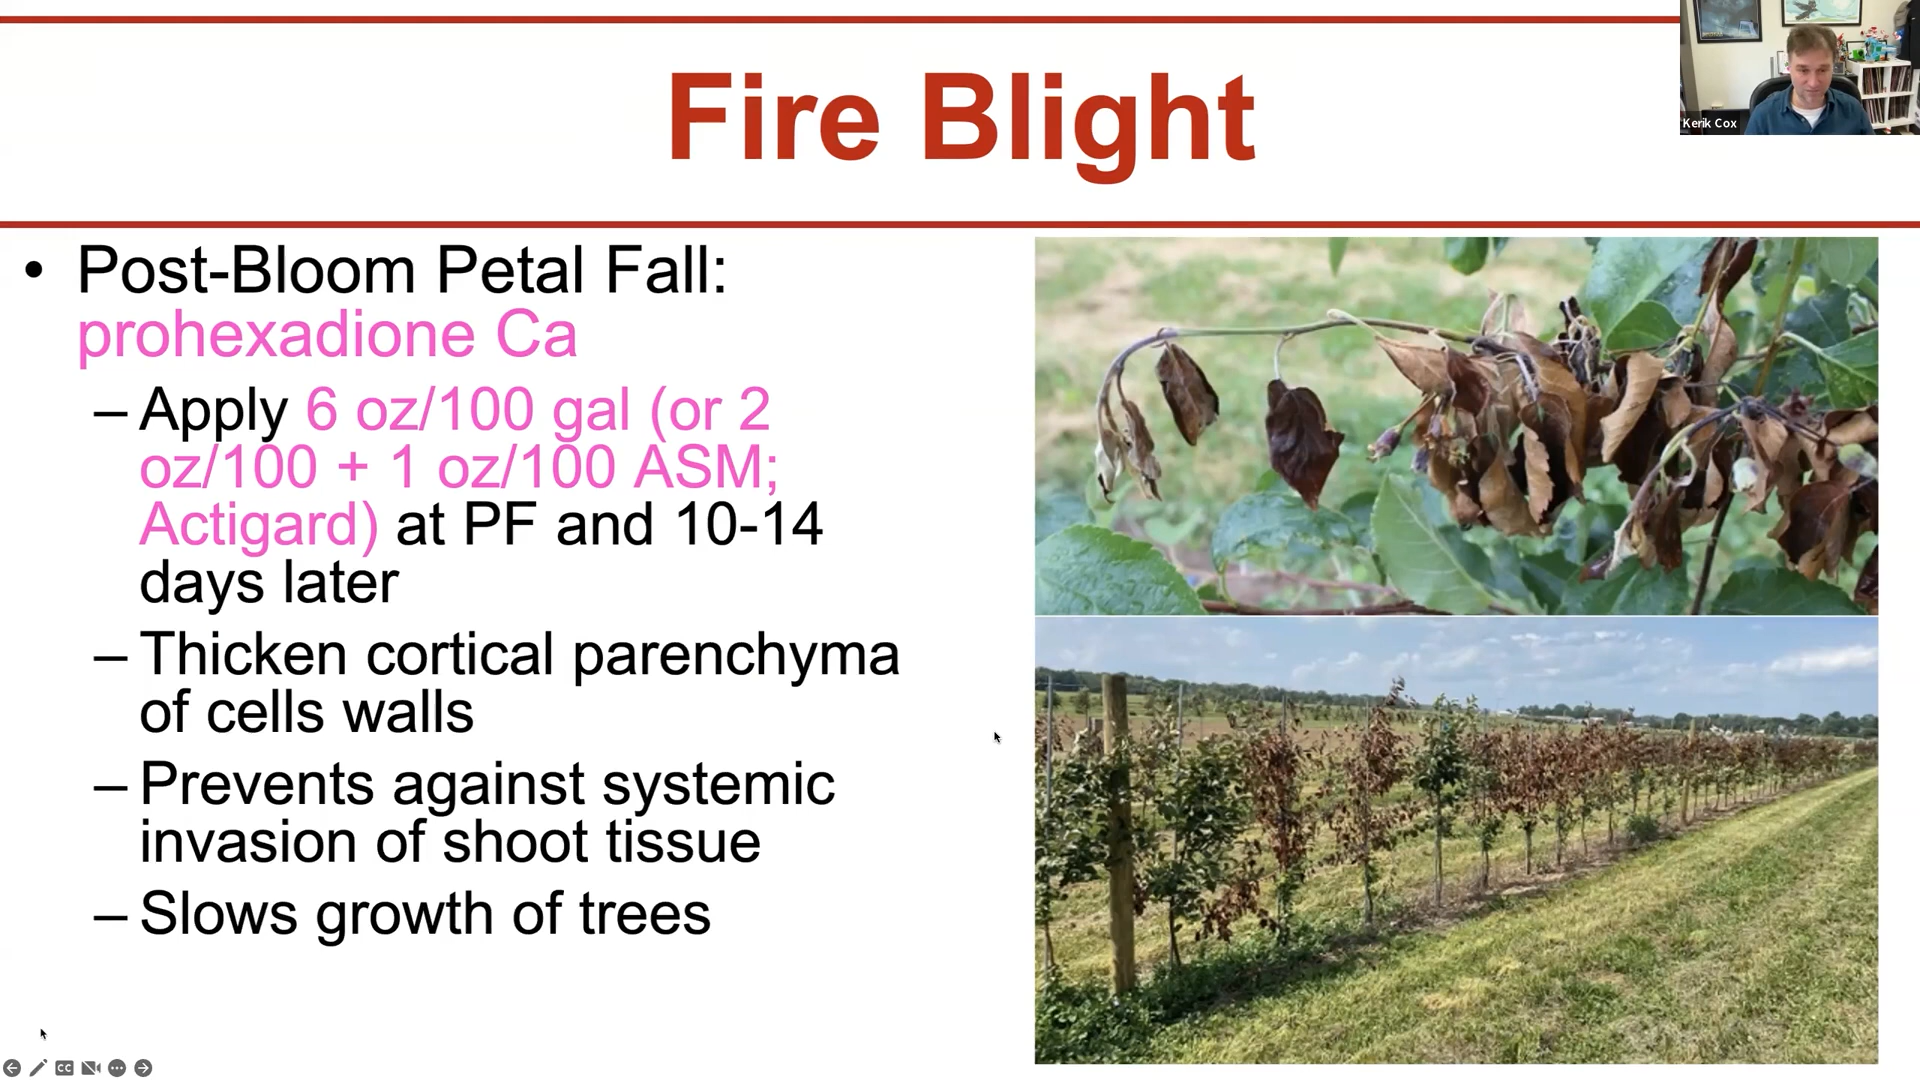 Fire Blight
Kerik Cox
• Post-Bloom Petal Fall:
prohexadione Ca
– Apply 6 oz/100 gal (or 2
oz/100 + 1 oz/100 ASM;
Actigard) at PF and 10-14
days later
– Thicken cortical parenchyma
of cells walls
– Prevents against systemic
invasion of shoot tissue
– Slows growth of trees
CC